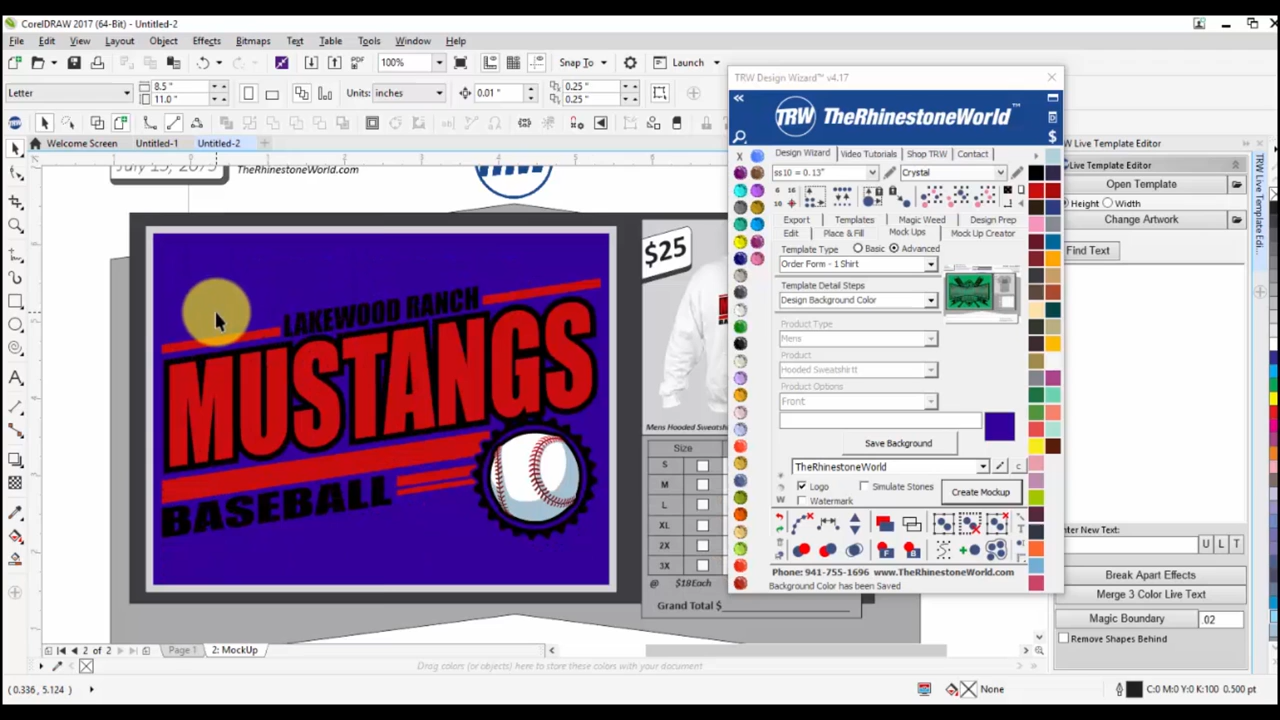 CorelDRAW 2017 (64-Bit) - Untitled-2
File Edit View Layout Object Effects Bitmaps Text Table Tools Window Help
100% PDF Snap To Launch
Letter 8.5 " 11.0 " Units: inches 0.01 " 0.25 " 0.25 "
Welcome Screen Untitled-1 Untitled-2
July 15, 2075
TheRhinestoneWorld.com
LAKEWOOD RANCH
MUSTANGS
BASEBALL
$25
Mens Hooded Sweatsh
Size
S
M
L
XL
2X
3X
@ $18Each
Grand Total $
TRW Design Wizard™ v4.17
TRW TheRhinestoneWorld™
Design Wizard Video Tutorials Shop TRW Contact
ss10 = 0.13" Crystal
Export Templates Magic Weed Design Prep
Edit Place & Fill Mock Ups Mock Up Creator
Template Type Basic Advanced
Order Form - 1 Shirt
Template Detail Steps
Design Background Color
Product Type
Mens
Product
Hooded Sweatshirtt
Product Options
Front
Save Background
TheRhinestoneWorld
Logo Simulate Stones Create Mockup
Watermark
Phone: 941-755-1696 www.TheRhinestoneWorld.com
Background Color has been Saved
W Live Template Editor
Live Template Editor
Open Template
Height Width
Change Artwork
Find Text
TRW Live Template Edi...
nter New Text:
U L T
Break Apart Effects
Merge 3 Color Live Text
Magic Boundary .02
Remove Shapes Behind
2 of 2 Page 1 2: MockUp
Drag colors (or objects) here to store these colors with your document
(0.336, 5.124) None C:0 M:0 Y:0 K:100 0.500 pt